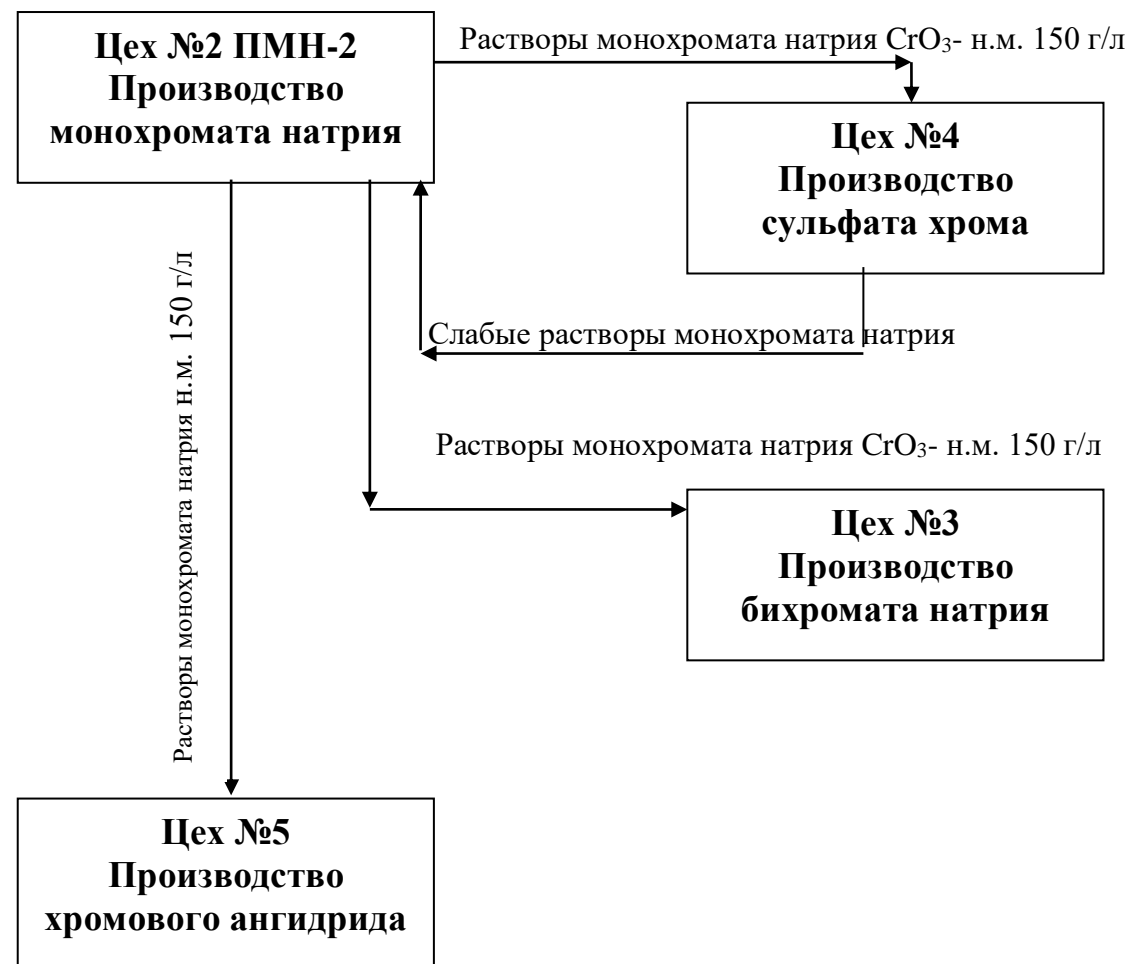 Цех №2 ПМН-2
Производство
монохромата натрия
Растворы монохромата натрия CrO₃- н.м. 150 г/л
Цех №4
Производство
сульфата хрома
Слабые растворы монохромата натрия
Растворы монохромата натрия н.м. 150 г/л
Растворы монохромата натрия CrO₃- н.м. 150 г/л
Цех №3
Производство
бихромата натрия
Цех №5
Производство
хромового ангидрида